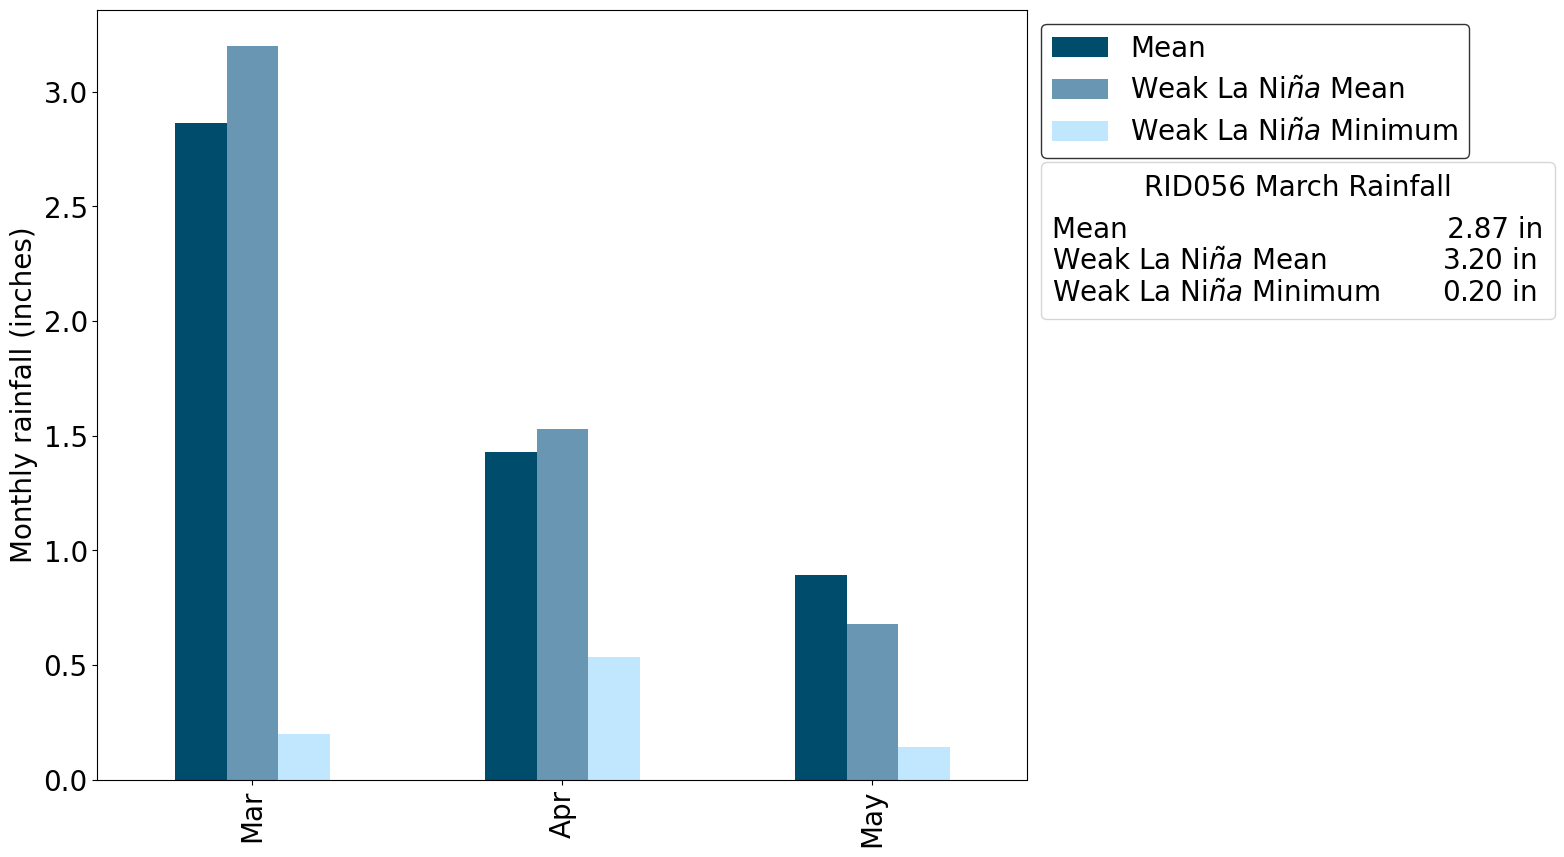 Monthly rainfall (inches)
3.0
2.5
2.0
1.5
1.0
0.5
0.0
Mar
Apr
May
Mean
Weak La Niña Mean
Weak La Niña Minimum
RID056 March Rainfall
Mean 2.87 in
Weak La Niña Mean 3.20 in
Weak La Niña Minimum 0.20 in